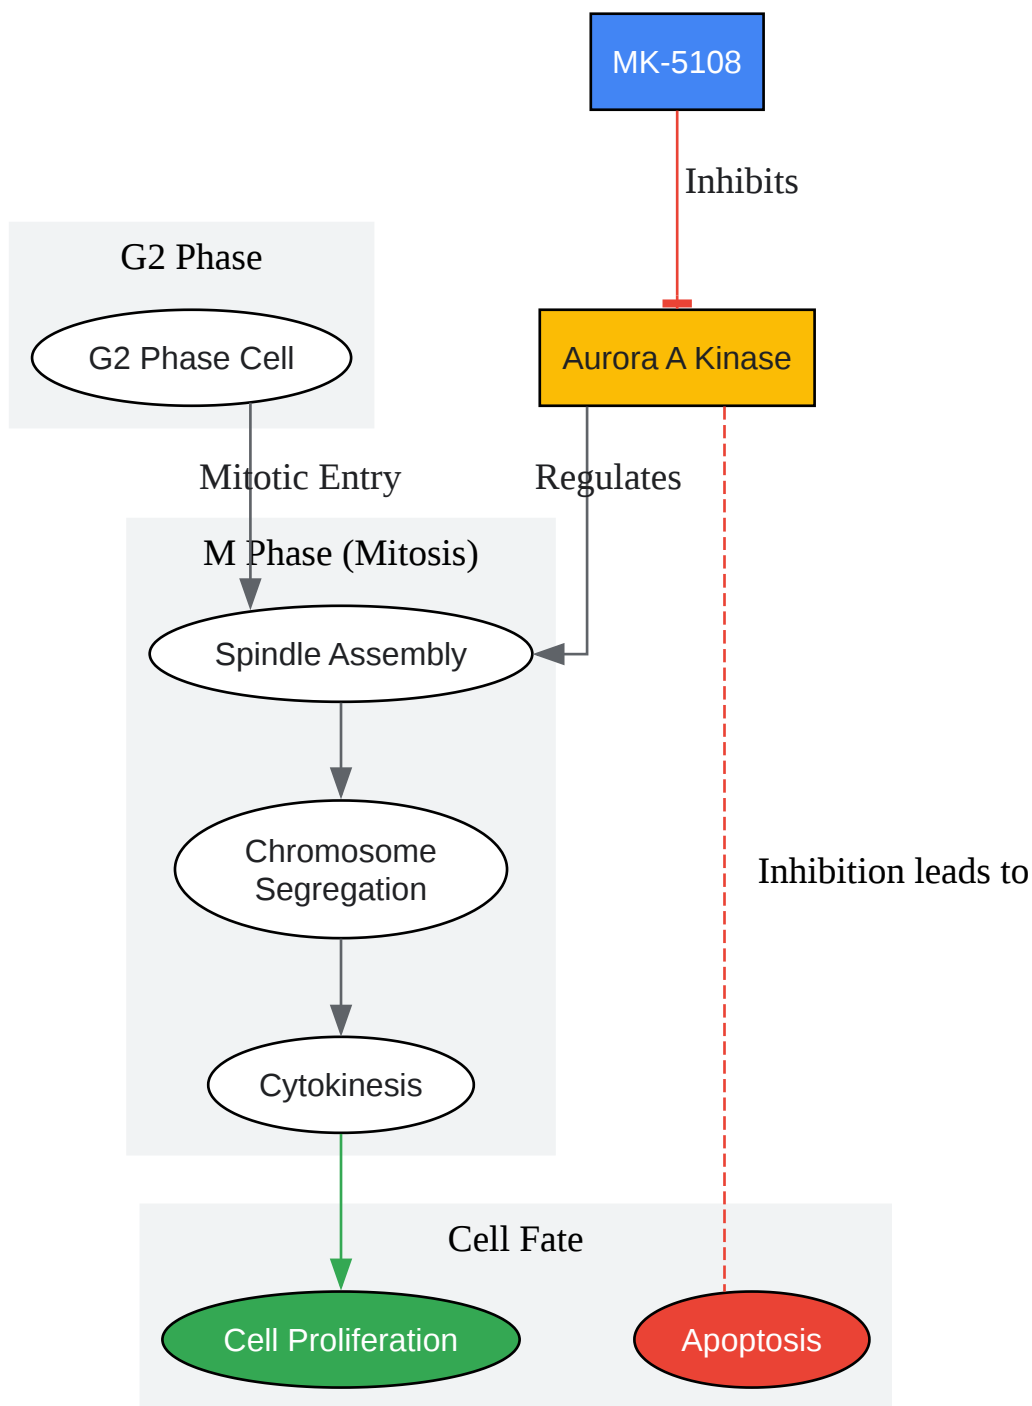 MK-5108
Inhibits
G2 Phase
G2 Phase Cell
Aurora A Kinase
Mitotic Entry
Regulates
M Phase (Mitosis)
Spindle Assembly
Chromosome
Segregation
Inhibition leads to
Cytokinesis
Cell Fate
Cell Proliferation
Apoptosis